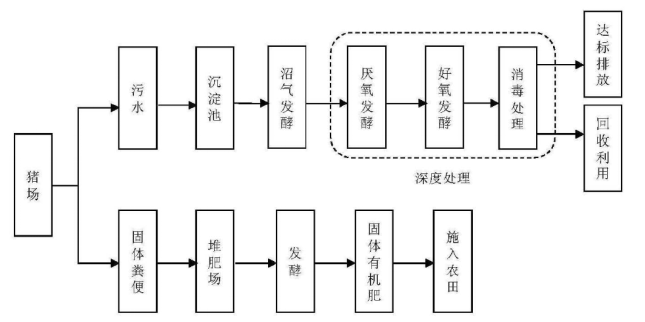 猪场
污水
沉淀池
沼气发酵
厌氧发酵
好氧发酵
消毒处理
达标排放
回收利用
深度处理
固体粪便
堆肥场
发酵
固体有机肥
施入农田